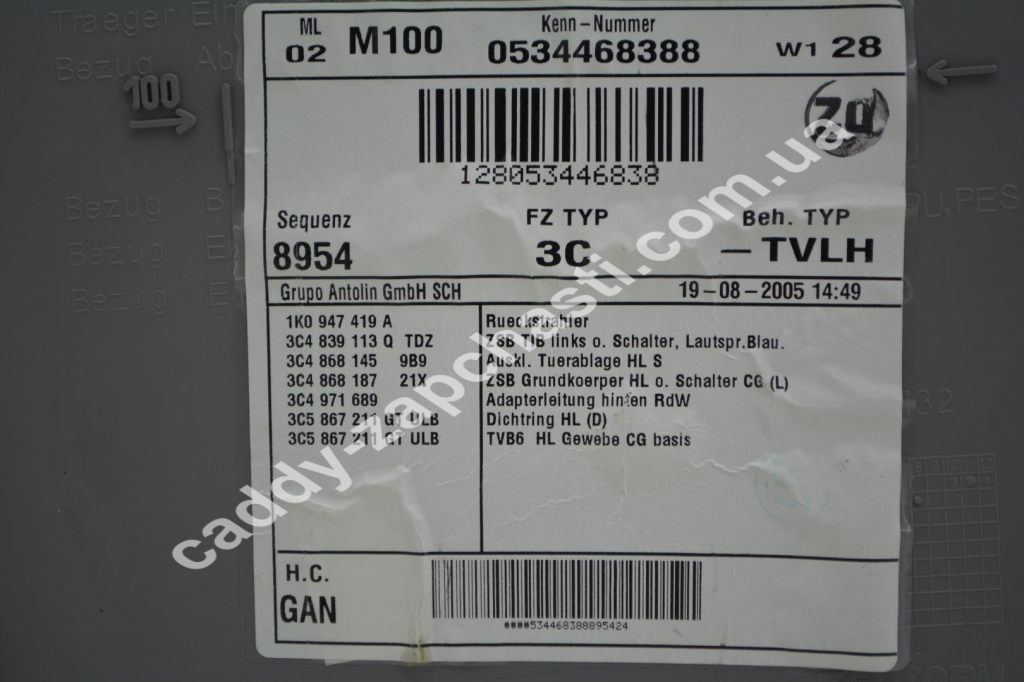 ML Kenn-Nummer
02 M100 0534468388 W1 28
100
128053446838
Sequenz FZ TYP Beh. TYP
8954 3C -TVLH
Grupo Antolin GmbH SCH 19-08-2005 14:49
1K0 947 419 A Rueckstrahler
3C4 839 113 Q TDZ ZSB TIB links o. Schalter, Lautspr.Blau.
3C4 868 145 9B9 Auskl. Tuerablage HL S
3C4 868 187 21X ZSB Grundkoerper HL o. Schalter CG (L)
3C4 971 689 Adapterleitung hinten RdW
3C5 867 211 GT ULB Dichtring HL (D)
3C5 867 211 GT ULB TVB6 HL Gewebe CG basis
H.C.
GAN
####534468388895424
caddy-zapchasti.com.ua
Traeger
Bezug
Bezug
Bezug
Bezug